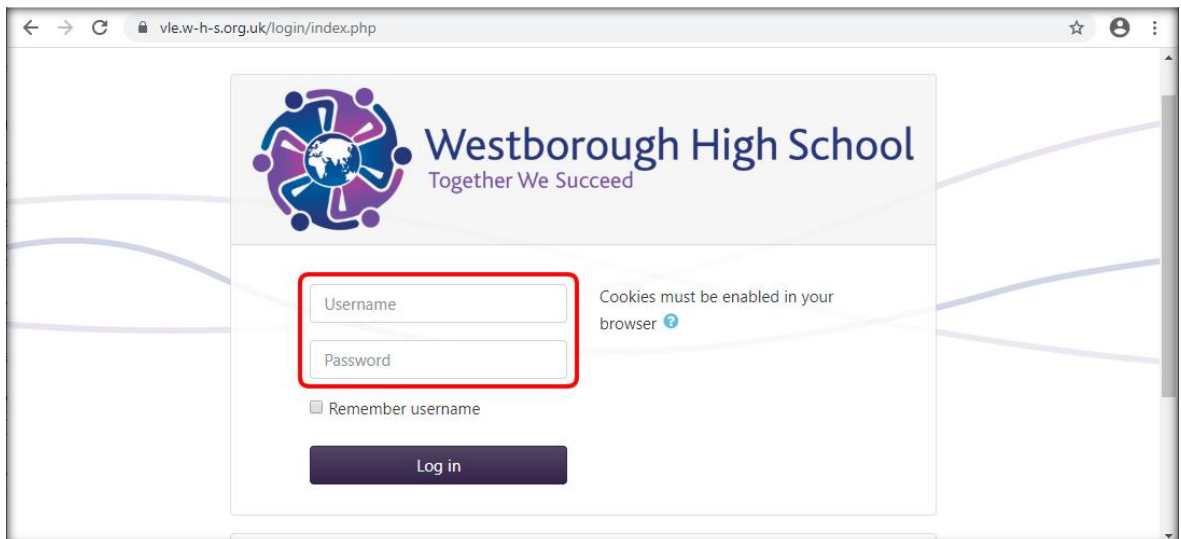 vle.w-h-s.org.uk/login/index.php
Westborough High School
Together We Succeed
Username
Password
Cookies must be enabled in your
browser
Remember username
Log in